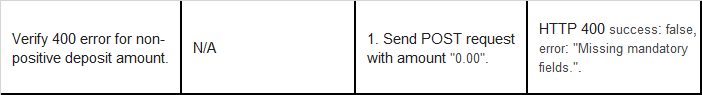 Verify 400 error for non-
positive deposit amount.
N/A
1. Send POST request
with amount "0.00".
HTTP 400 success: false,
error: "Missing mandatory
fields.".